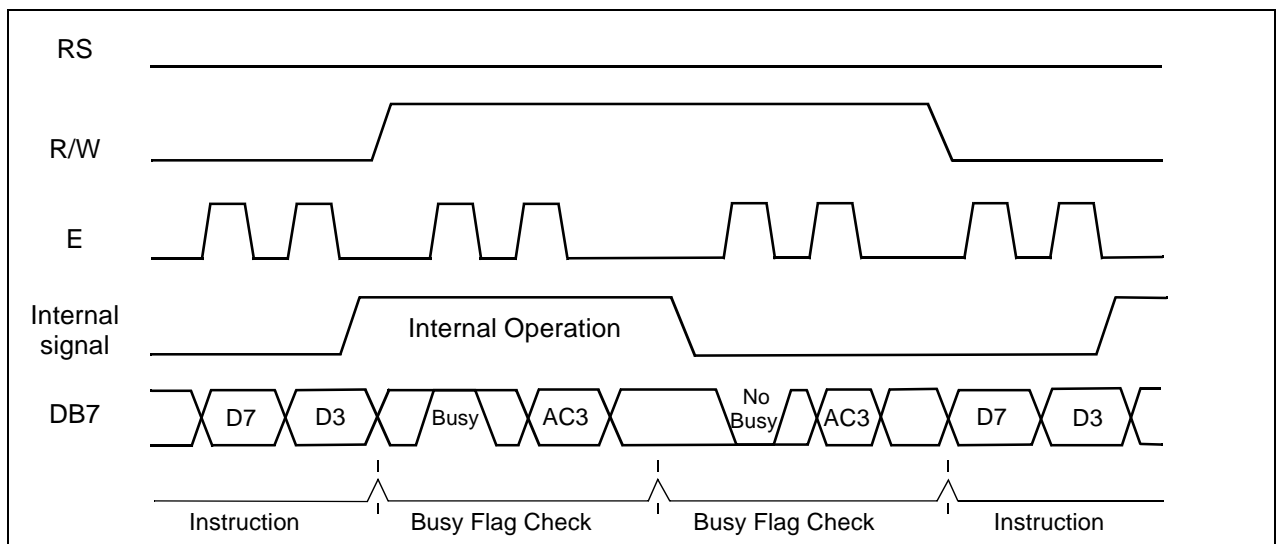 RS
R/W
E
Internal
signal
Internal Operation
DB7
D7
D3
Busy
AC3
No
Busy
AC3
D7
D3
Instruction
Busy Flag Check
Busy Flag Check
Instruction